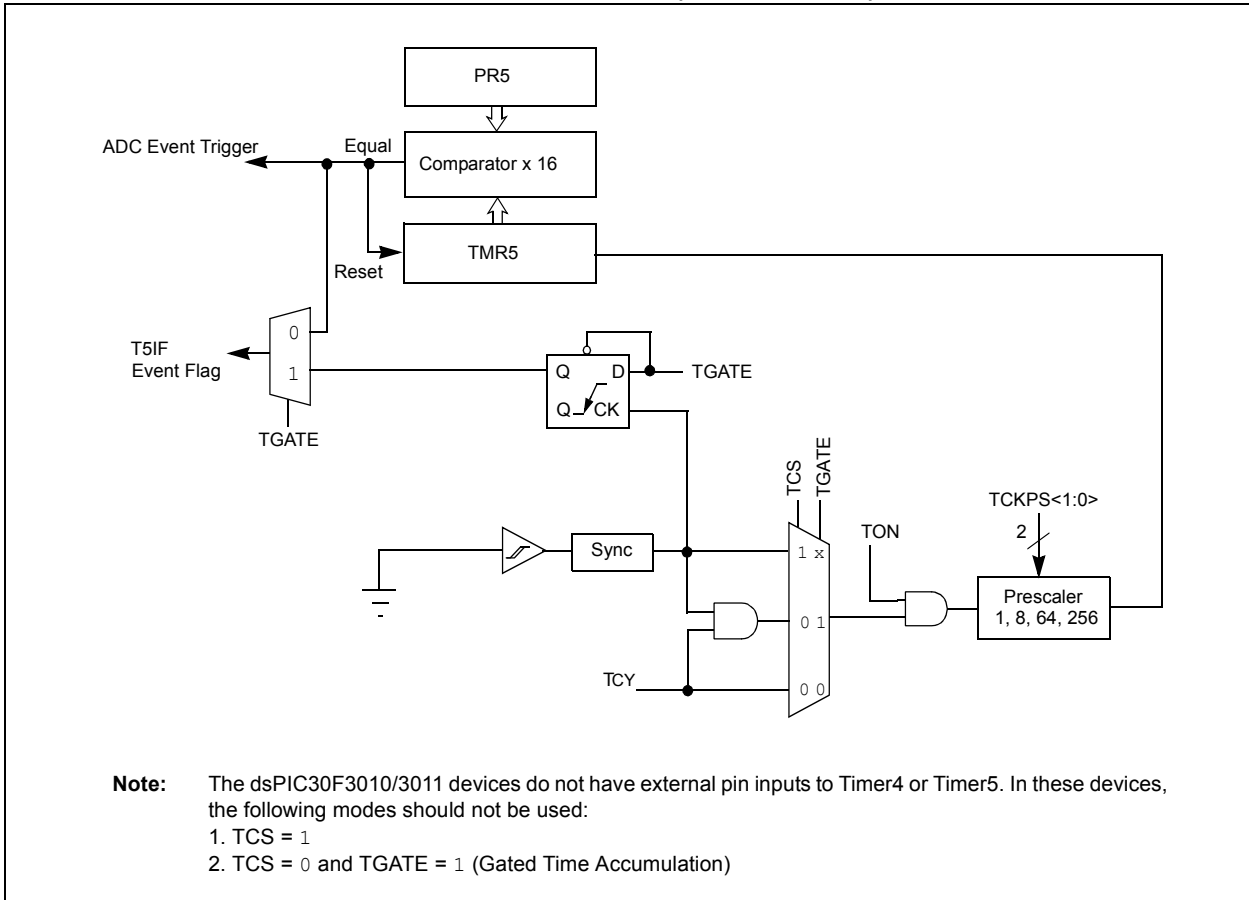 PR5
ADC Event Trigger
Equal
Comparator x 16
TMR5
Reset
0
1
T5IF
Event Flag
TGATE
Q
D
TGATE
Q
CK
TCS
TGATE
TCKPS<1:0>
2
TON
Sync
1 x
Prescaler
1, 8, 64, 256
0 1
TCY
0 0
Note: The dsPIC30F3010/3011 devices do not have external pin inputs to Timer4 or Timer5. In these devices,
the following modes should not be used:
1. TCS = 1
2. TCS = 0 and TGATE = 1 (Gated Time Accumulation)